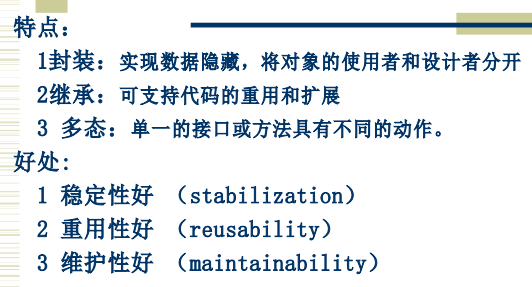 特点：
1封装：实现数据隐藏，将对象的使用者和设计者分开
2继承：可支持代码的重用和扩展
3 多态：单一的接口或方法具有不同的动作。
好处:
1 稳定性好 （stabilization）
2 重用性好 （reusability）
3 维护性好 （maintainability）